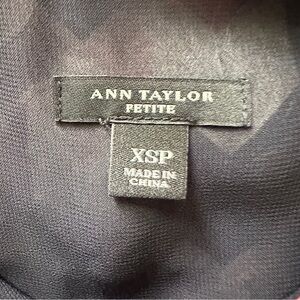 ANN TAYLOR
PETITE
XSP
MADE IN
CHINA